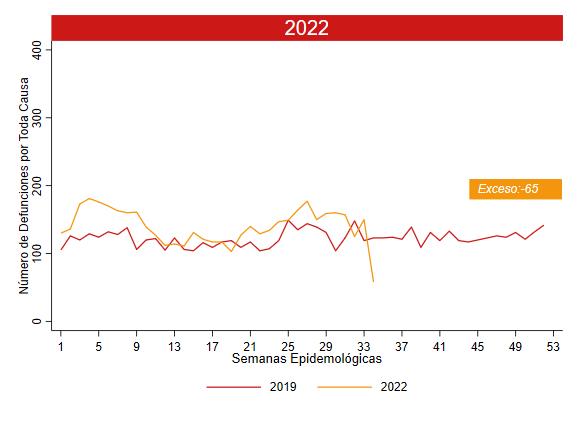 2022
Número de Defunciones por Toda Causa
400
300
200
100
0
Exceso:-65
1 5 9 13 17 21 25 29 33 37 41 45 49 53
Semanas Epidemológicas
2019 2022